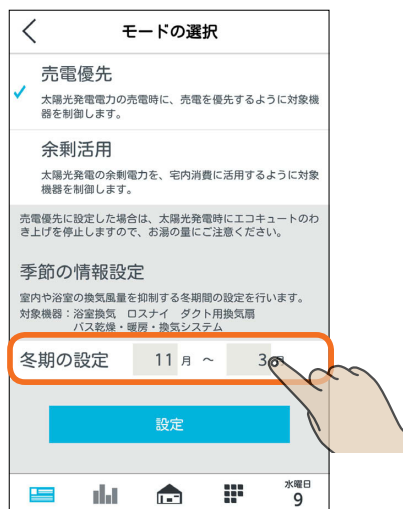 モードの選択
売電優先
太陽光発電電力の売電時に、売電を優先するように対象機
器を制御します。
余剰活用
太陽光発電の余剰電力を、宅内消費に活用するように対象
機器を制御します。
売電優先に設定した場合は、太陽光発電時にエコキュートのわ
き上げを停止しますので、お湯の量にご注意ください。
季節の情報設定
室内や浴室の換気風量を抑制する冬期間の設定を行います。
対象機器：浴室換気 ロスナイ ダクト用換気扇
バス乾燥・暖房・換気システム
冬期の設定 11 月 ～ 3 月
設定
水曜日
9